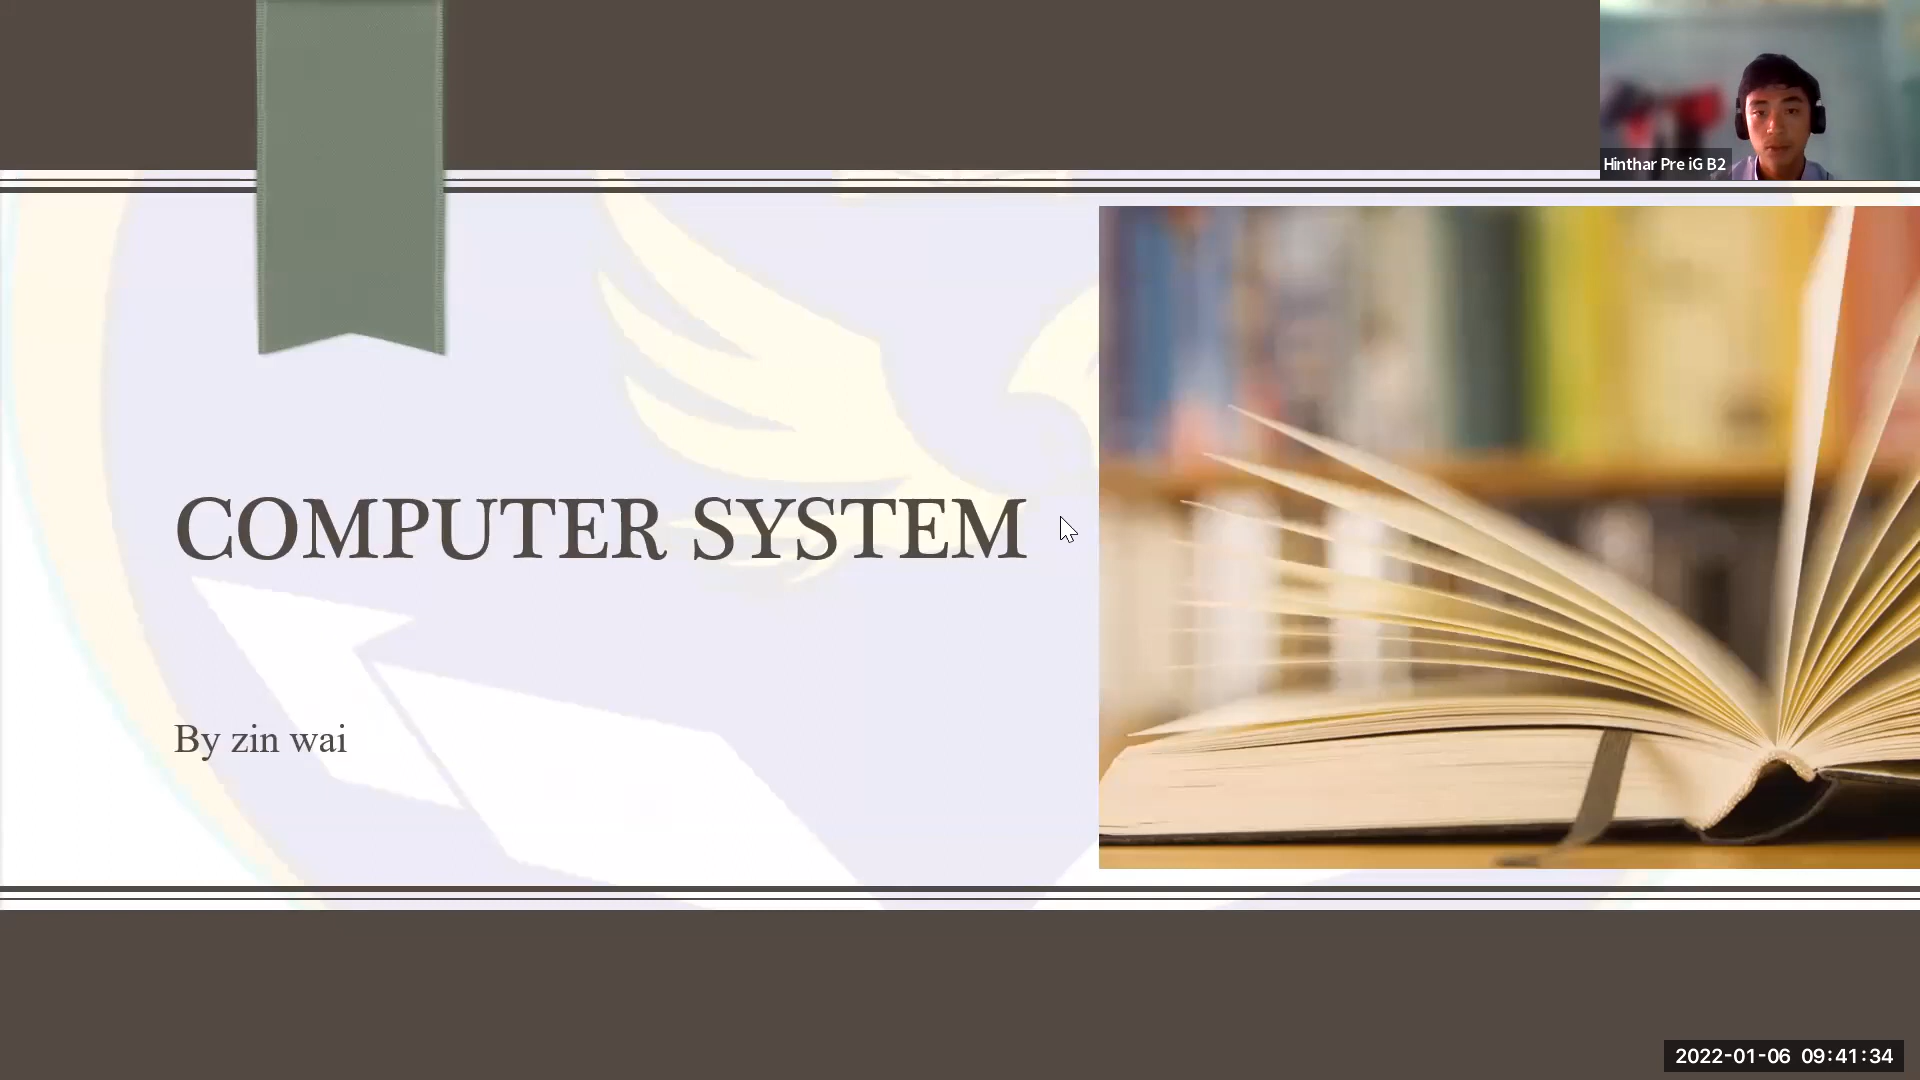 Hinthar Pre iG B2
COMPUTER SYSTEM
By zin wai
2022-01-06 09:41:34